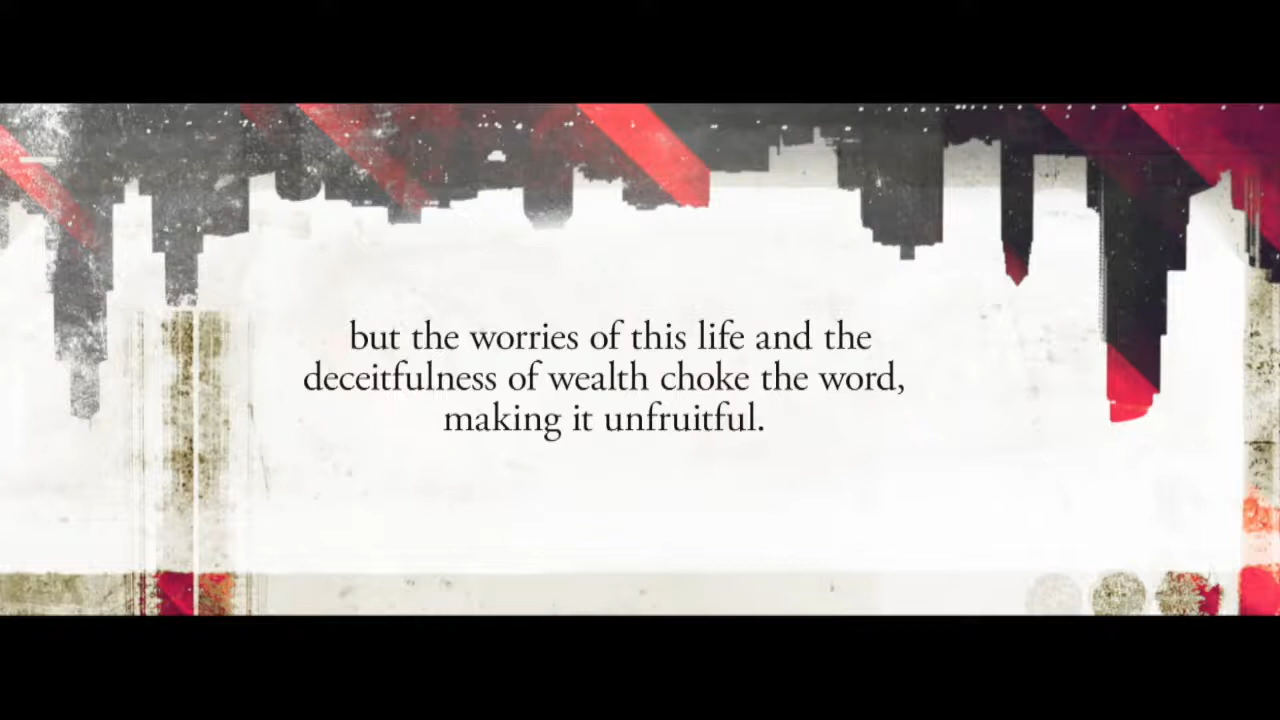 but the worries of this life and the
deceitfulness of wealth choke the word,
making it unfruitful.